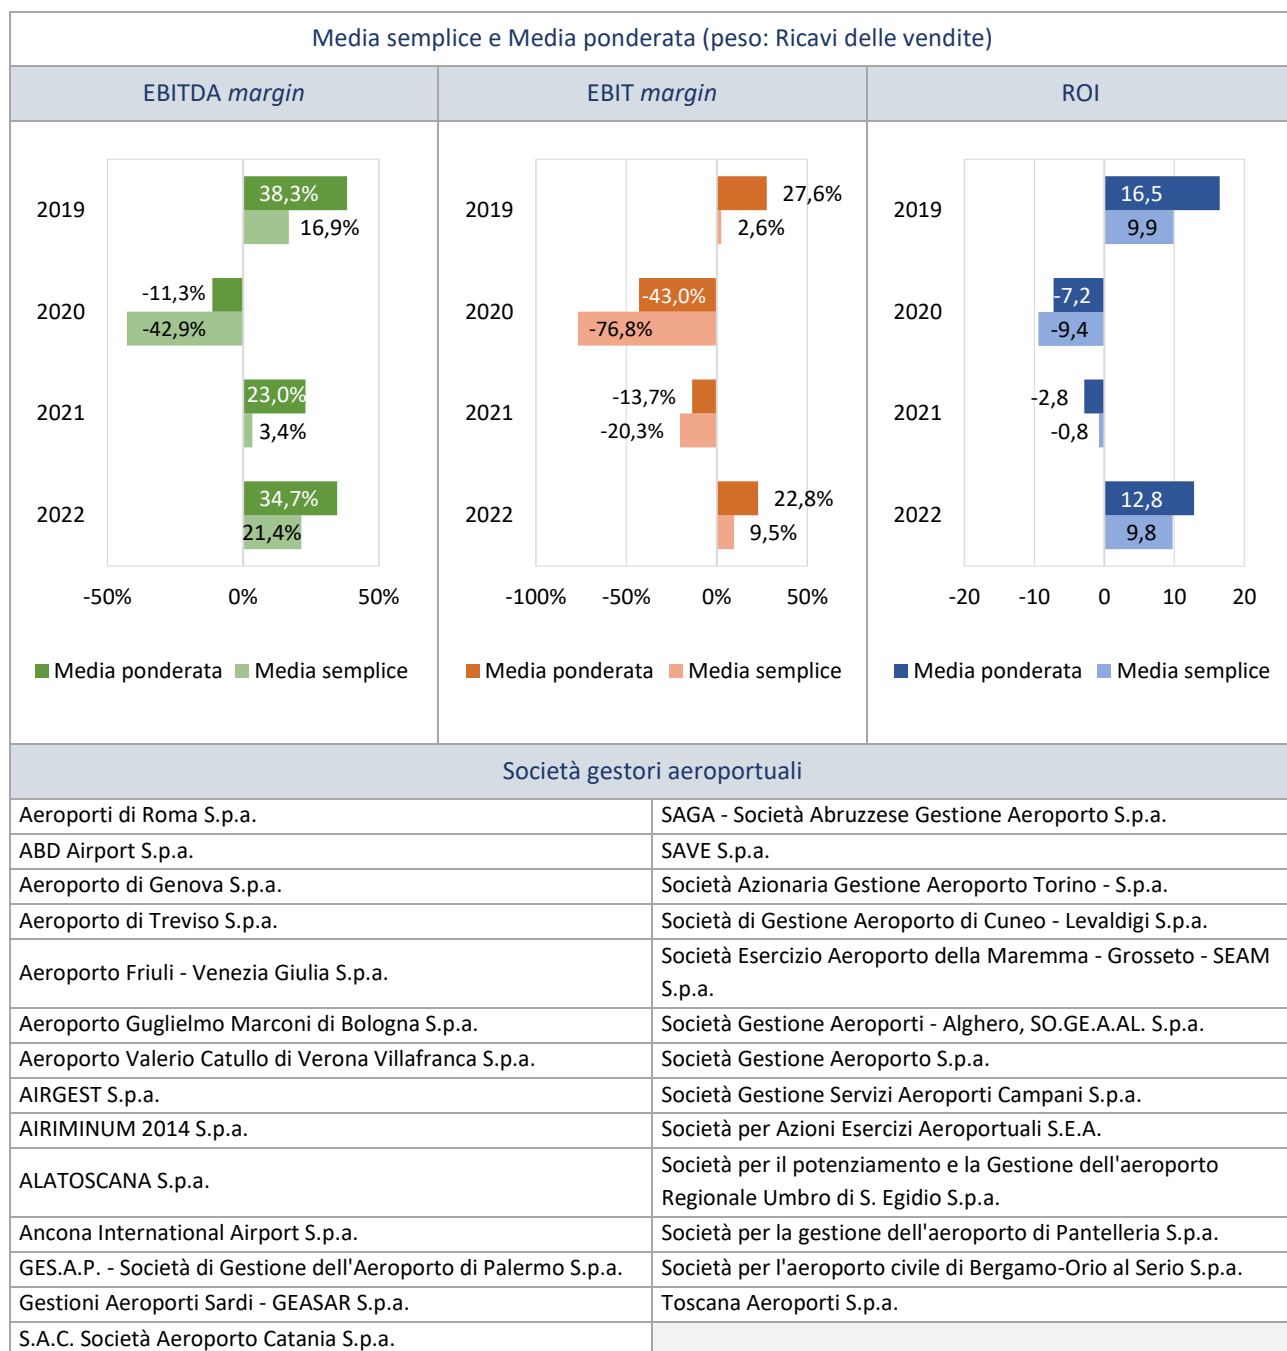 Media semplice e Media ponderata (peso: Ricavi delle vendite)
EBITDA margin
EBIT margin
ROI
2019
38,3%
16,9%
2020
-11,3%
-42,9%
2021
23,0%
3,4%
2022
34,7%
21,4%
-50% 0% 50%
Media ponderata Media semplice
2019
27,6%
2,6%
2020
-43,0%
-76,8%
2021
-13,7%
-20,3%
2022
22,8%
9,5%
-100% -50% 0% 50%
Media ponderata Media semplice
2019
16,5
9,9
2020
-7,2
-9,4
2021
-2,8
-0,8
2022
12,8
9,8
-20 -10 0 10 20
Media ponderata Media semplice
Società gestori aeroportuali
Aeroporti di Roma S.p.a.
SAGA - Società Abruzzese Gestione Aeroporto S.p.a.
ABD Airport S.p.a.
SAVE S.p.a.
Aeroporto di Genova S.p.a.
Società Azionaria Gestione Aeroporto Torino - S.p.a.
Aeroporto di Treviso S.p.a.
Società di Gestione Aeroporto di Cuneo - Levaldigi S.p.a.
Aeroporto Friuli - Venezia Giulia S.p.a.
Società Esercizio Aeroporto della Maremma - Grosseto - SEAM
S.p.a.
Aeroporto Guglielmo Marconi di Bologna S.p.a.
Società Gestione Aeroporti - Alghero, SO.GE.A.AL. S.p.a.
Aeroporto Valerio Catullo di Verona Villafranca S.p.a.
Società Gestione Aeroporto S.p.a.
AIRGEST S.p.a.
Società Gestione Servizi Aeroporti Campani S.p.a.
AIRIMINUM 2014 S.p.a.
Società per Azioni Esercizi Aeroportuali S.E.A.
ALATOSCANA S.p.a.
Società per il potenziamento e la Gestione dell'aeroporto
Regionale Umbro di S. Egidio S.p.a.
Ancona International Airport S.p.a.
Società per la gestione dell'aeroporto di Pantelleria S.p.a.
GES.A.P. - Società di Gestione dell'Aeroporto di Palermo S.p.a.
Società per l'aeroporto civile di Bergamo-Orio al Serio S.p.a.
Gestioni Aeroporti Sardi - GEASAR S.p.a.
Toscana Aeroporti S.p.a.
S.A.C. Società Aeroporto Catania S.p.a.